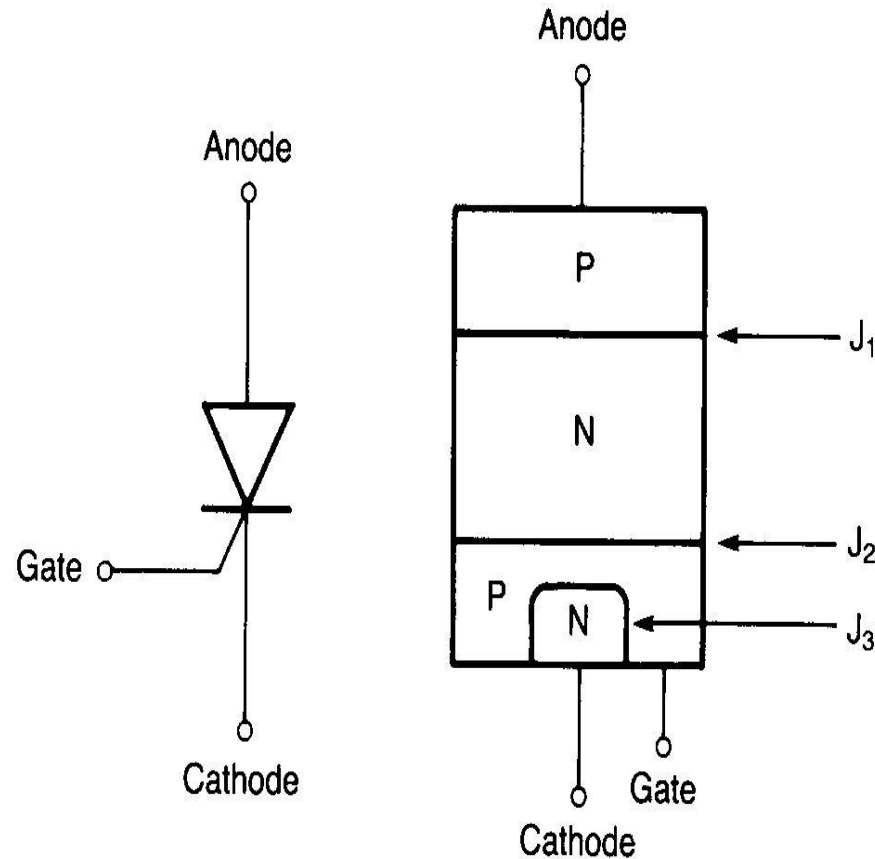 Anode
Gate
Cathode
Anode
P
J₁
N
J₂
P
N
J₃
Gate
Cathode